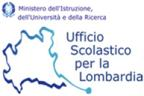 Ministero dell'Istruzione,
dell'Università e della Ricerca
Ufficio
Scolastico
per la
Lombardia